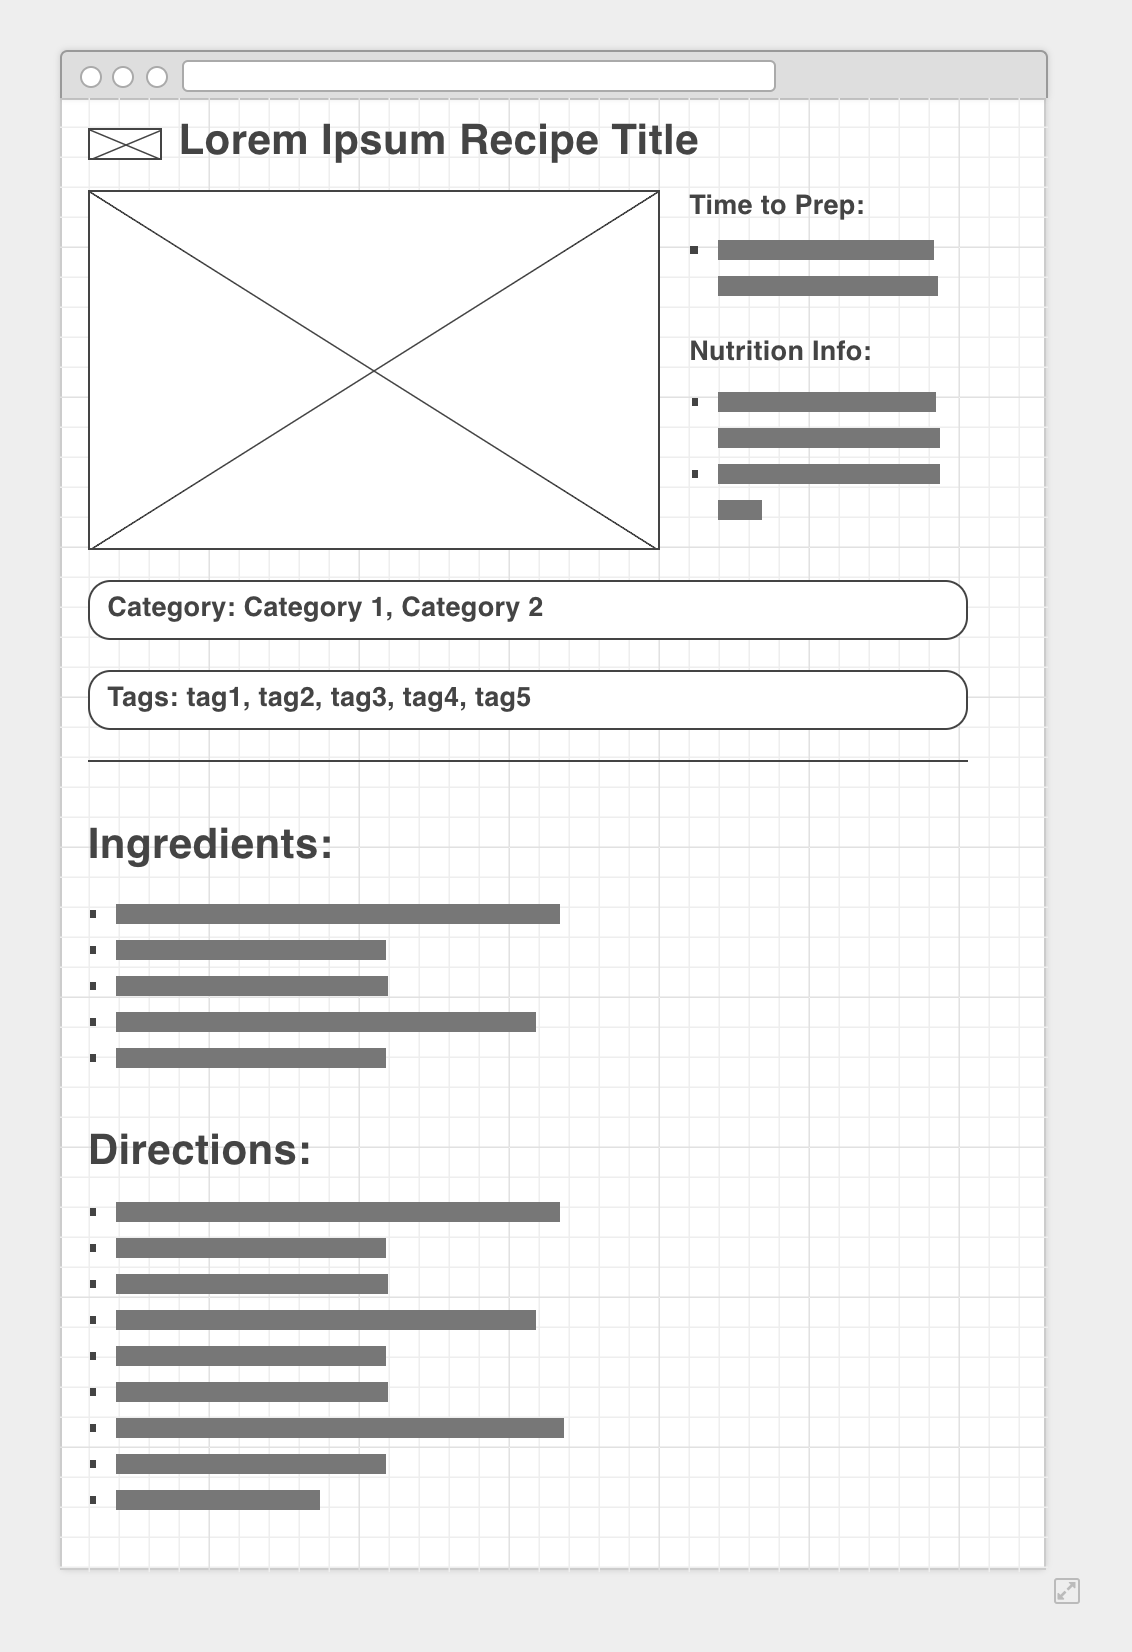 Lorem Ipsum Recipe Title
Time to Prep:
Nutrition Info:
Category: Category 1, Category 2
Tags: tag1, tag2, tag3, tag4, tag5
Ingredients:
Directions: